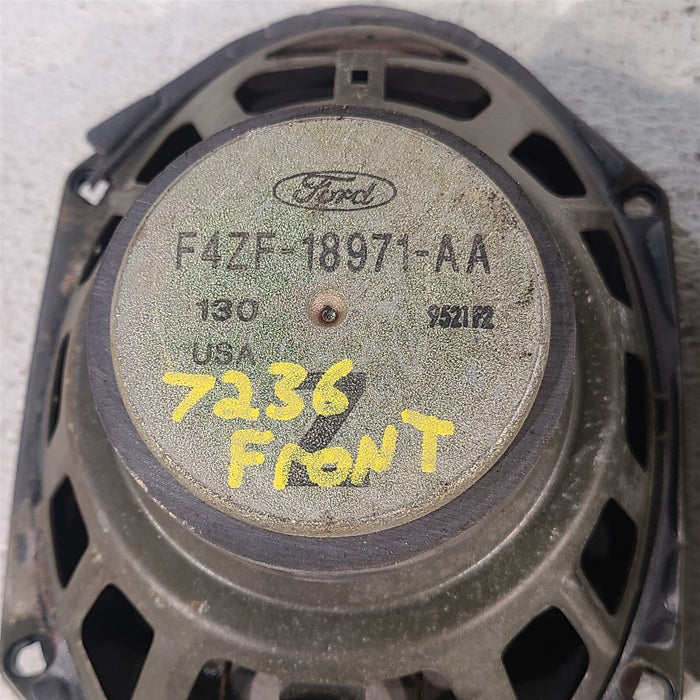 Ford
F4ZF-18971-AA
130 9521F2
USA
Z
7236
FRONT